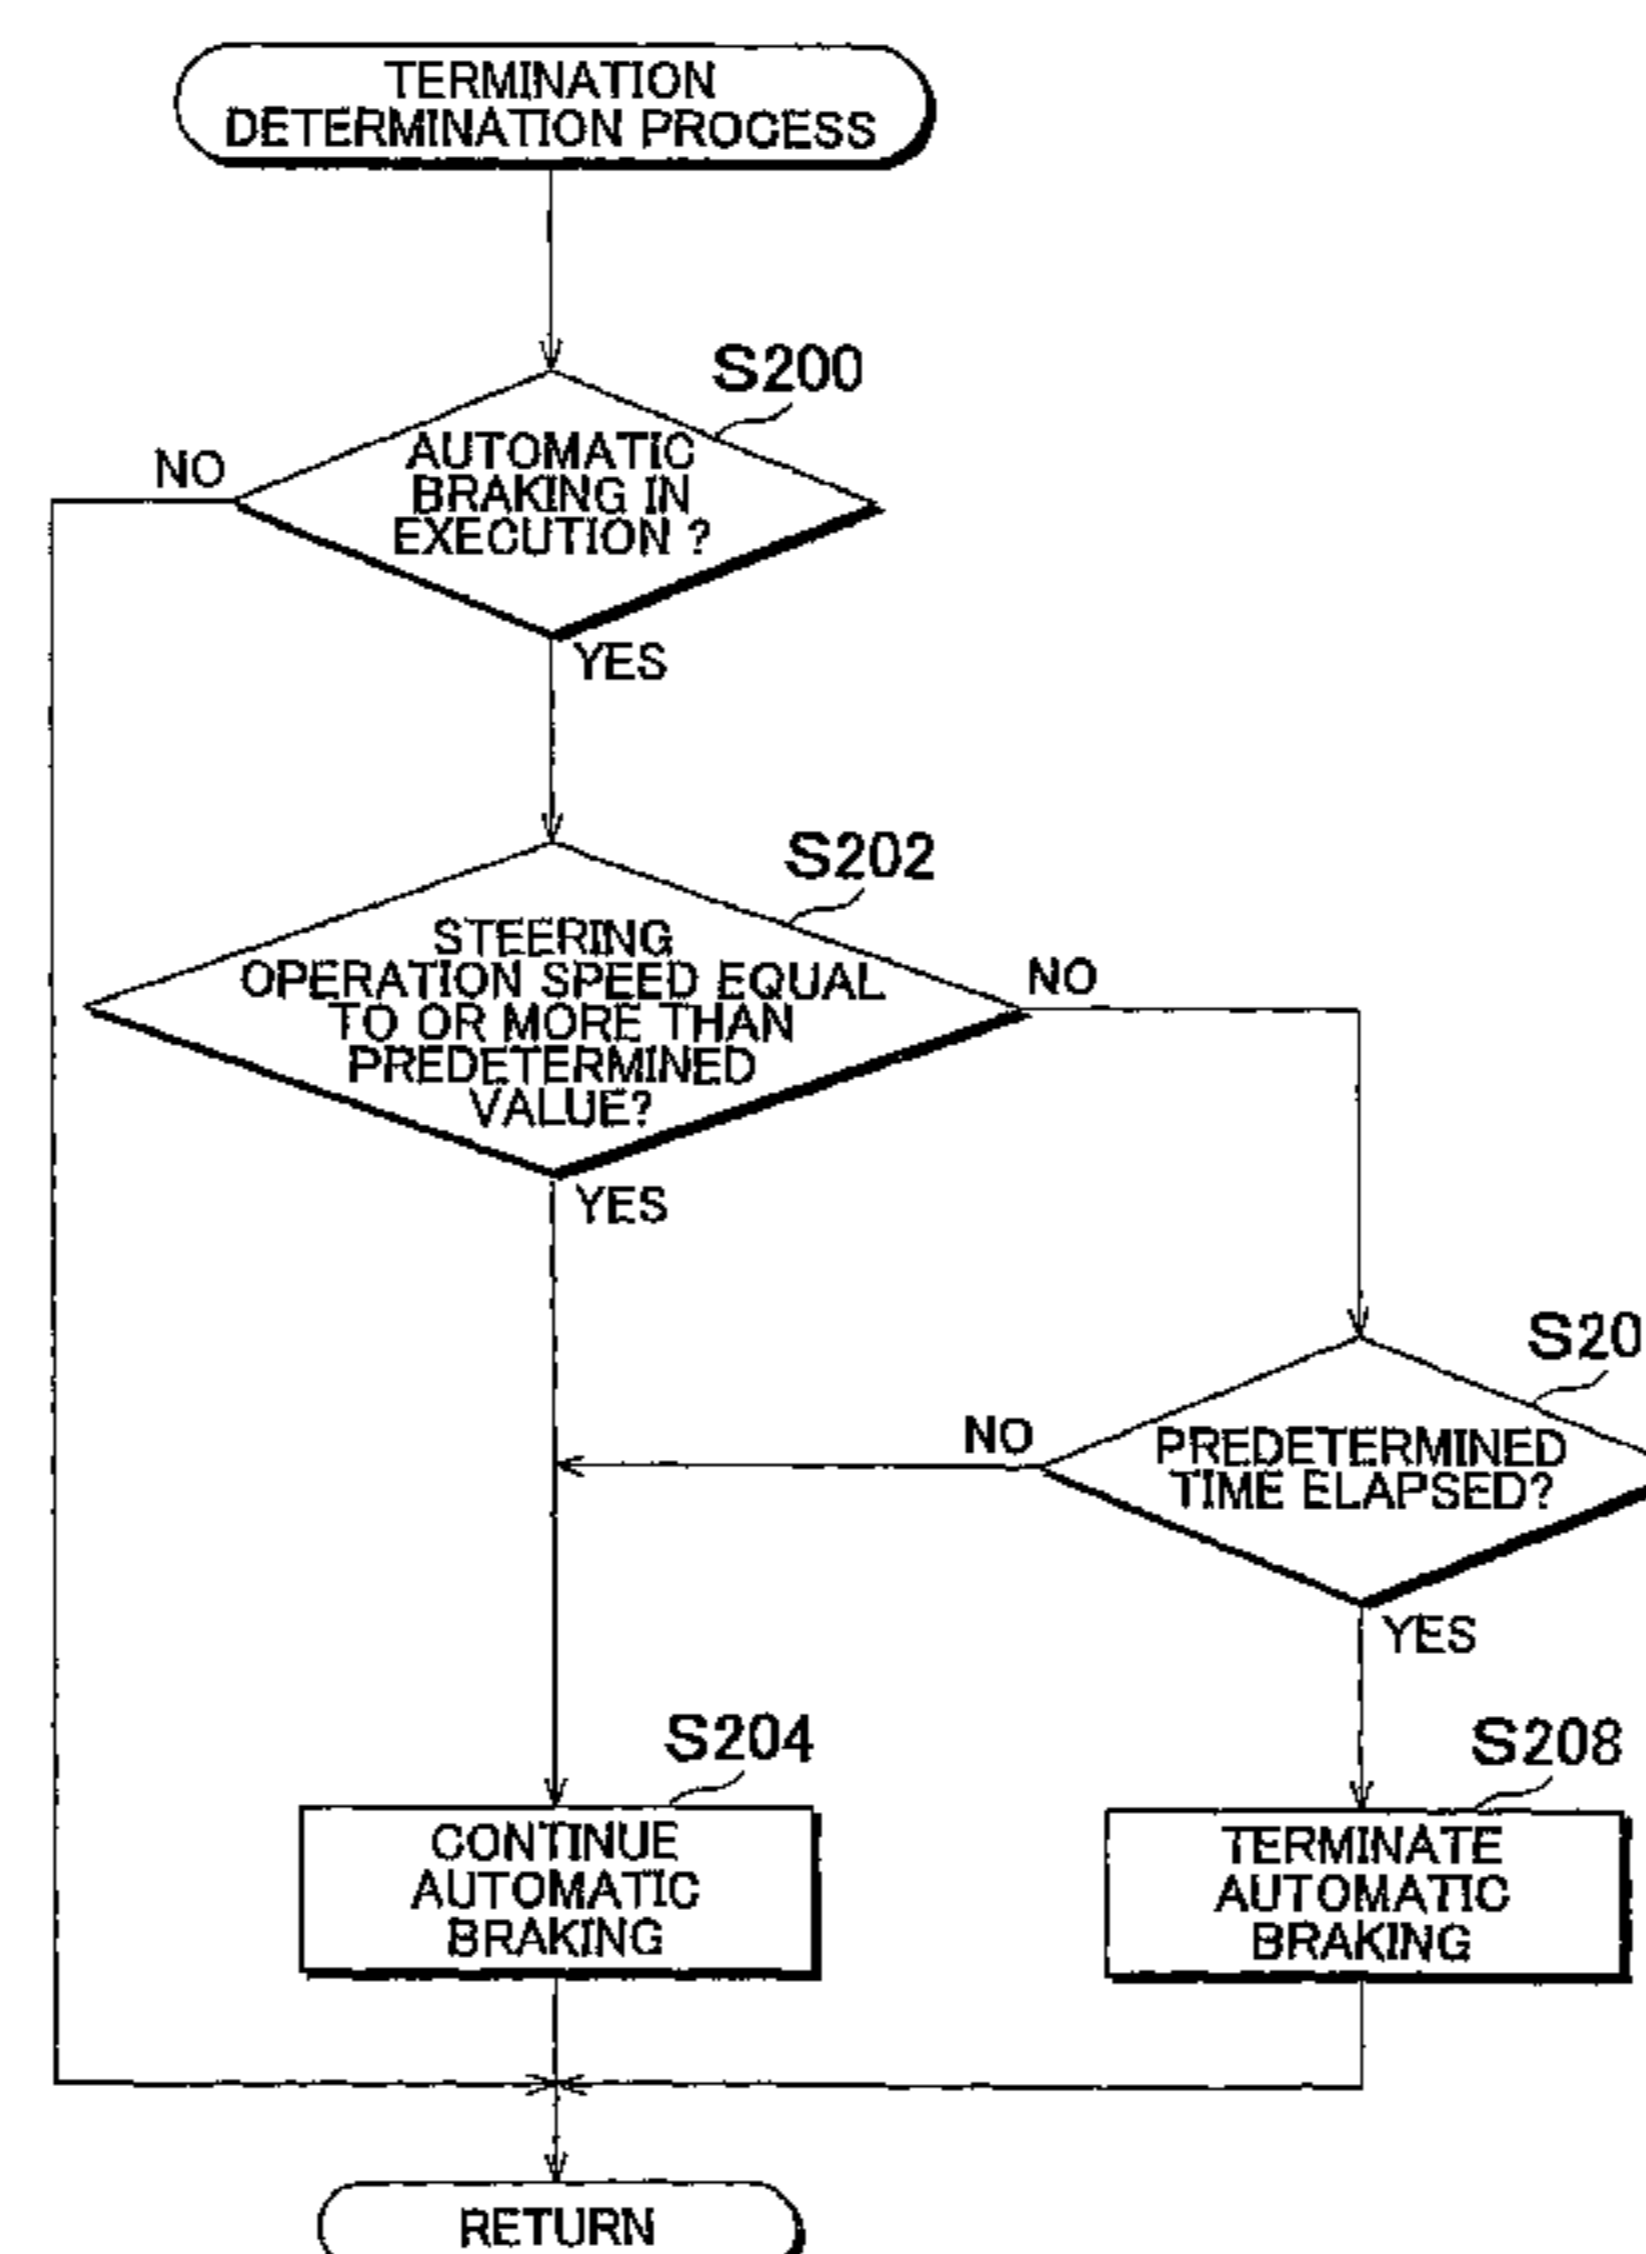 TERMINATION
DETERMINATION PROCESS
S200
NO
AUTOMATIC
BRAKING IN
EXECUTION ?
YES
S202
STEERING
OPERATION SPEED EQUAL
TO OR MORE THAN
PREDETERMINED
VALUE?
NO
YES
S20
NO
PREDETERMINED
TIME ELAPSED?
YES
S204
CONTINUE
AUTOMATIC
BRAKING
S208
TERMINATE
AUTOMATIC
BRAKING
RETURN